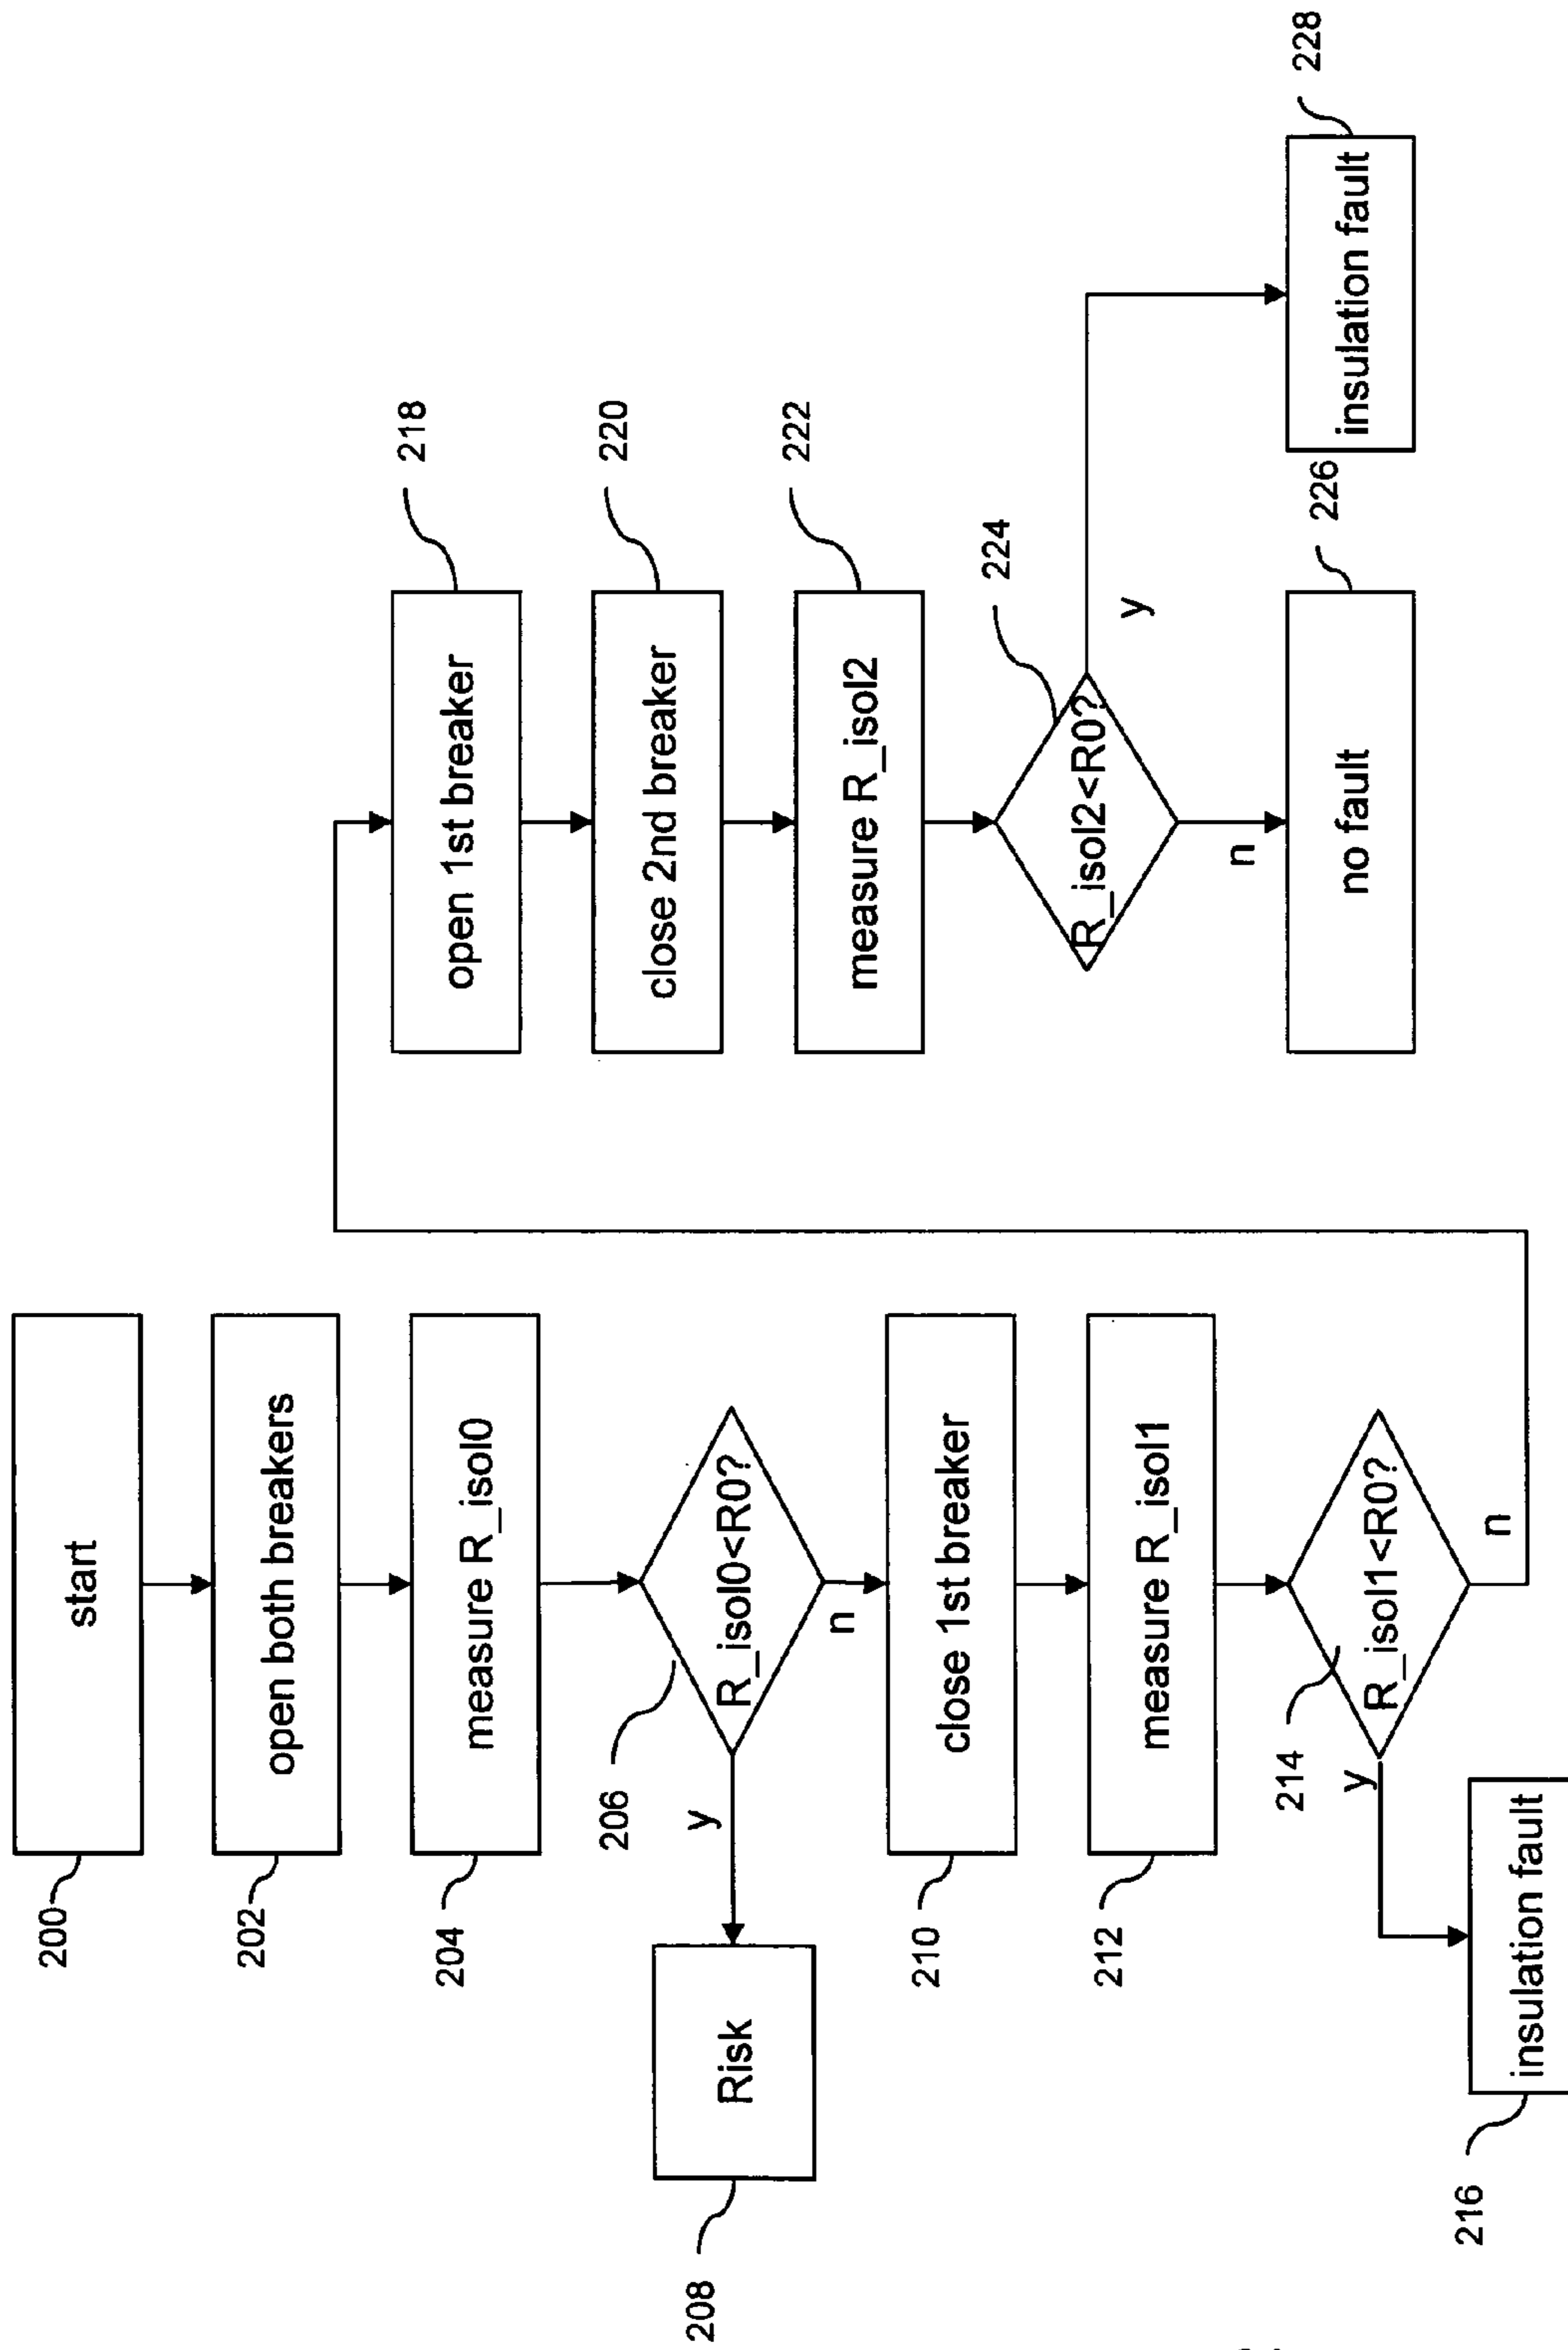 start
200
open both breakers
202
measure R_isol0
204
R_isol0<R0?
206
y
n
Risk
208
close 1st breaker
210
measure R_isol1
212
R_isol1<R0?
214
y
n
insulation fault
216
open 1st breaker
218
close 2nd breaker
220
measure R_isol2
222
R_isol2<R0?
224
y
n
no fault
226
insulation fault
228